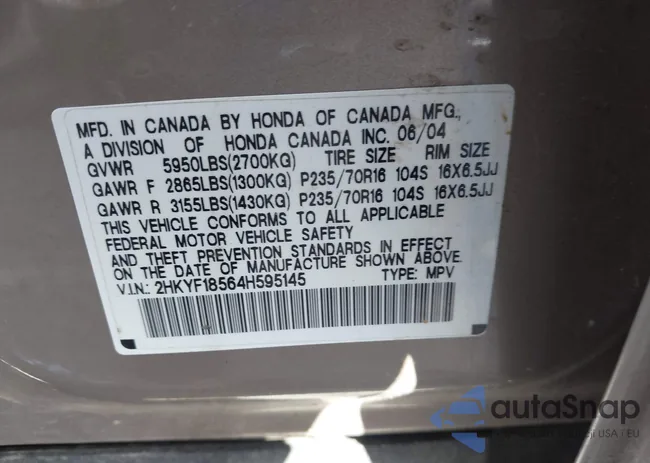 MFD. IN CANADA BY HONDA OF CANADA MFG.,
A DIVISION OF HONDA CANADA INC. 06/04
GVWR 5950LBS(2700KG) TIRE SIZE RIM SIZE
GAWR F 2865LBS(1300KG) P235/70R16 104S 16X6.5JJ
GAWR R 3155LBS(1430KG) P235/70R16 104S 16X6.5JJ
THIS VEHICLE CONFORMS TO ALL APPLICABLE
FEDERAL MOTOR VEHICLE SAFETY
AND THEFT PREVENTION STANDARDS IN EFFECT
ON THE DATE OF MANUFACTURE SHOWN ABOVE.
V.I.N.: 2HKYF18564H595145 TYPE: MPV
autaSnap
USA | EU